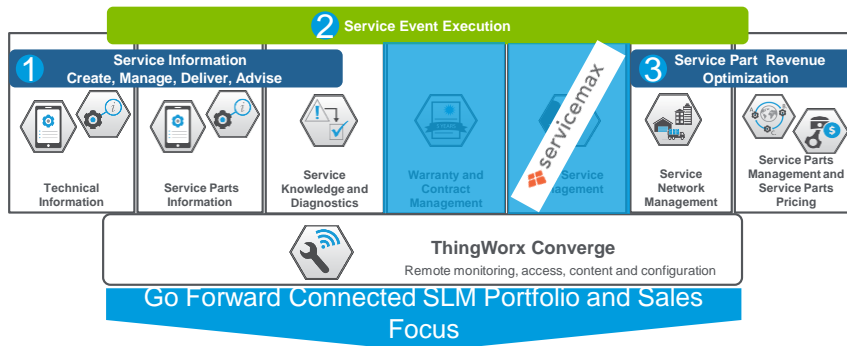 2 Service Event Execution
1 Service Information
Create, Manage, Deliver, Advise
3 Service Part Revenue
Optimization
Technical
Information
Service Parts
Information
Service
Knowledge and
Diagnostics
Warranty and
Contract
Management
servicemax
Service
Service
Network
Management
Service Parts
Management and
Service Parts
Pricing
ThingWorx Converge
Remote monitoring, access, content and configuration
Go Forward Connected SLM Portfolio and Sales
Focus